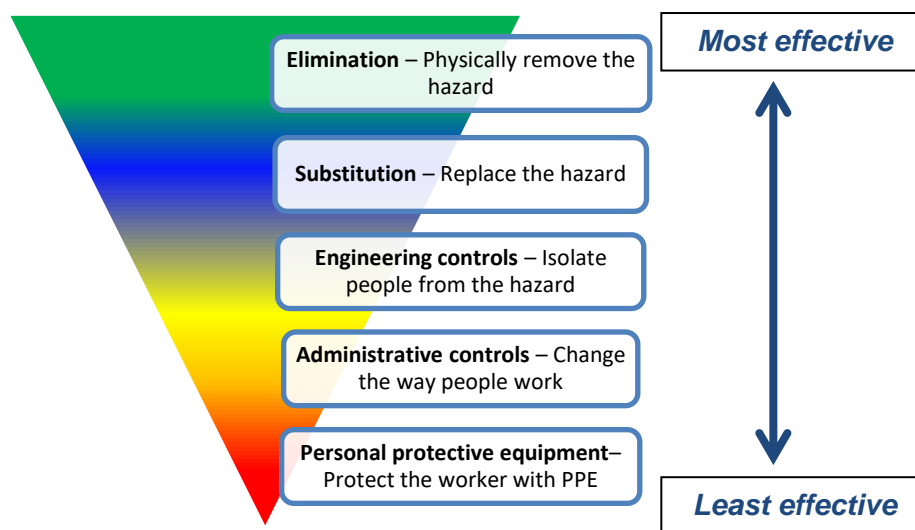 Most effective
Elimination – Physically remove the
hazard
Substitution – Replace the hazard
Engineering controls – Isolate
people from the hazard
Administrative controls – Change
the way people work
Personal protective equipment–
Protect the worker with PPE
Least effective